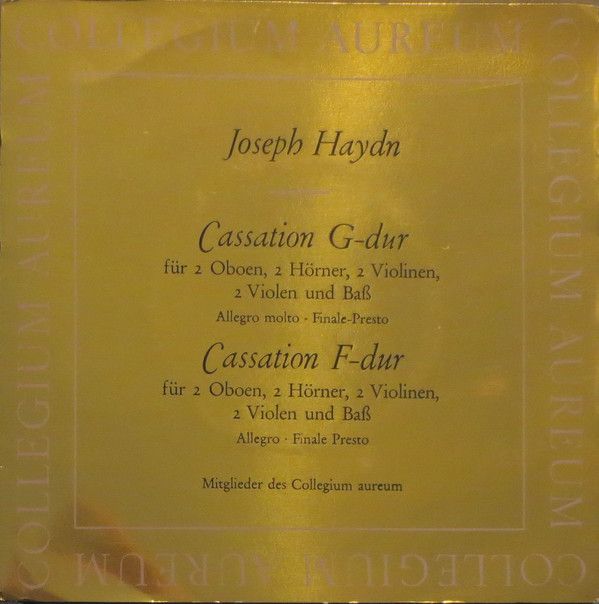 COLLEGIUM AUREUM
COLLEGIUM AUREUM
COLLEGIUM AUREUM
COLLEGIUM AUREUM
Joseph Haydn
Cassation G-dur
für 2 Oboen, 2 Hörner, 2 Violinen,
2 Violen und Baß
Allegro molto · Finale-Presto
Cassation F-dur
für 2 Oboen, 2 Hörner, 2 Violinen,
2 Violen und Baß
Allegro · Finale Presto
Mitglieder des Collegium aureum